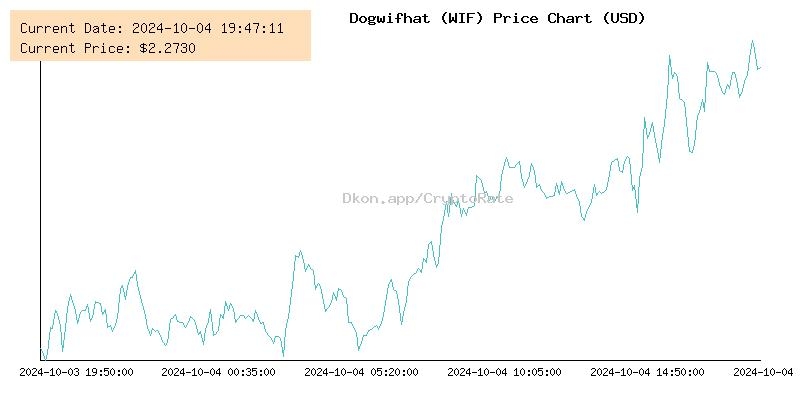 Dogwifhat (WIF) Price Chart (USD)
Current Date: 2024-10-04 19:47:11
Current Price: $2.2730
Dkon.app/CryptoRate
2024-10-03 19:50:00 2024-10-04 00:35:00 2024-10-04 05:20:00 2024-10-04 10:05:00 2024-10-04 14:50:00 2024-10-04